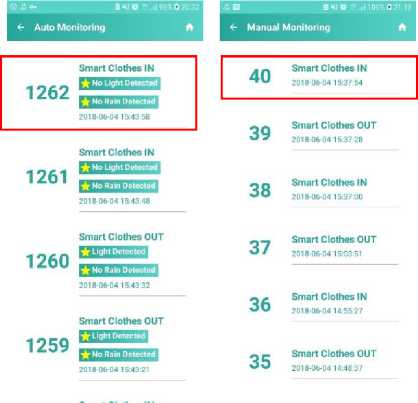 20:32
← Auto Monitoring
1262
Smart Clothes IN
No Light Detected
No Rain Detected
2018-06-04 15:43:58
1261
Smart Clothes IN
No Light Detected
No Rain Detected
2018-06-04 15:43:48
1260
Smart Clothes OUT
Light Detected
No Rain Detected
2018-06-04 15:43:32
1259
Smart Clothes OUT
Light Detected
No Rain Detected
2018-06-04 15:43:21
100% 21:19
← Manual Monitoring
40
Smart Clothes IN
2018-06-04 15:37:54
39
Smart Clothes OUT
2018-06-04 15:37:28
38
Smart Clothes IN
2018-06-04 15:37:00
37
Smart Clothes OUT
2018-06-04 15:03:51
36
Smart Clothes IN
2018-06-04 14:55:27
35
Smart Clothes OUT
2018-06-04 14:48:37